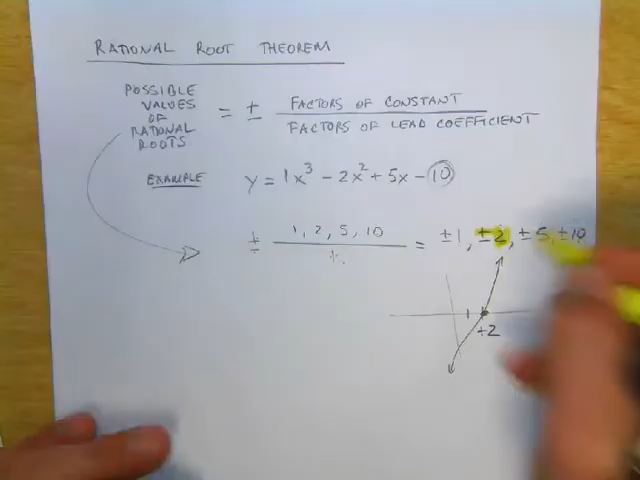 RATIONAL ROOT THEOREM
POSSIBLE
VALUES
OF
RATIONAL
ROOTS
= ±
FACTORS OF CONSTANT
FACTORS OF LEAD COEFFICIENT
EXAMPLE y = 1x³ - 2x² + 5x - 10
± 1, 2, 5, 10 = ±1, ±2, ±5, ±10
1
+2